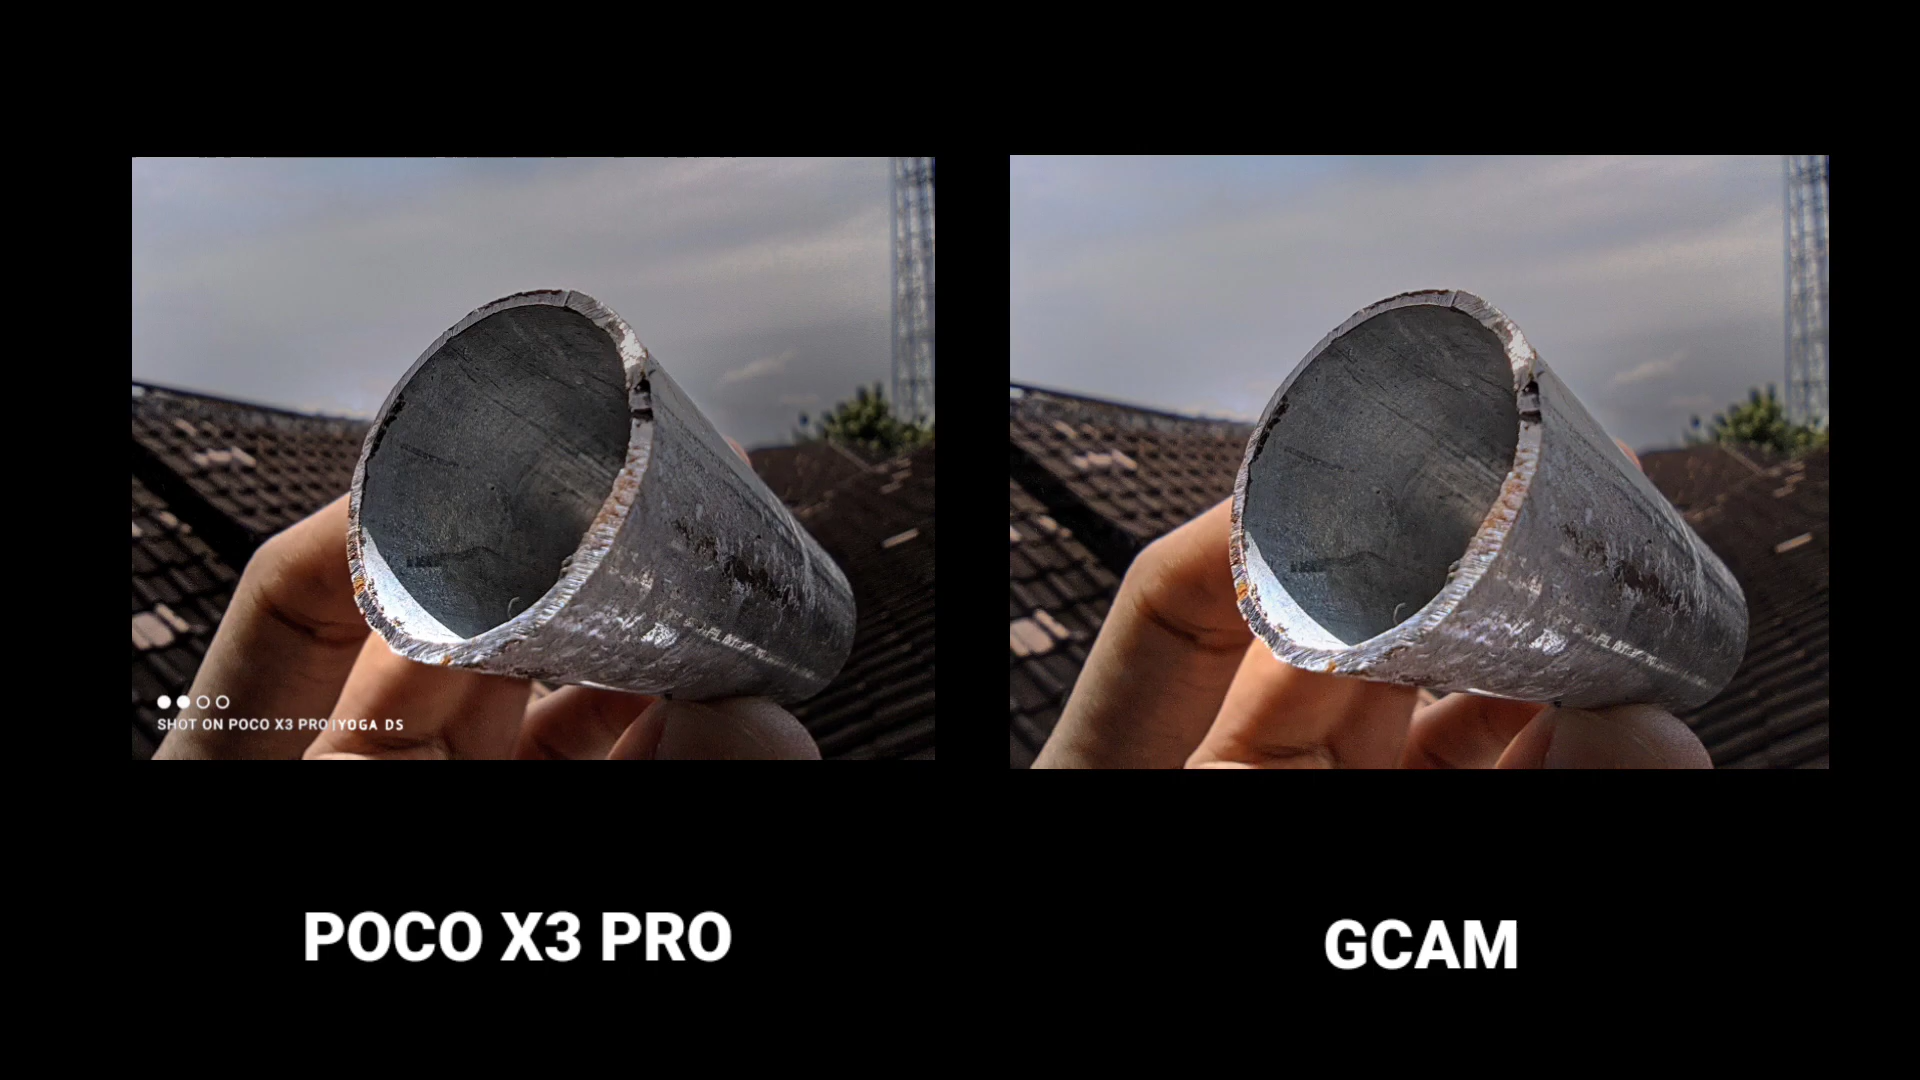 SHOT ON POCO X3 PRO|YOGA DS
POCO X3 PRO
GCAM